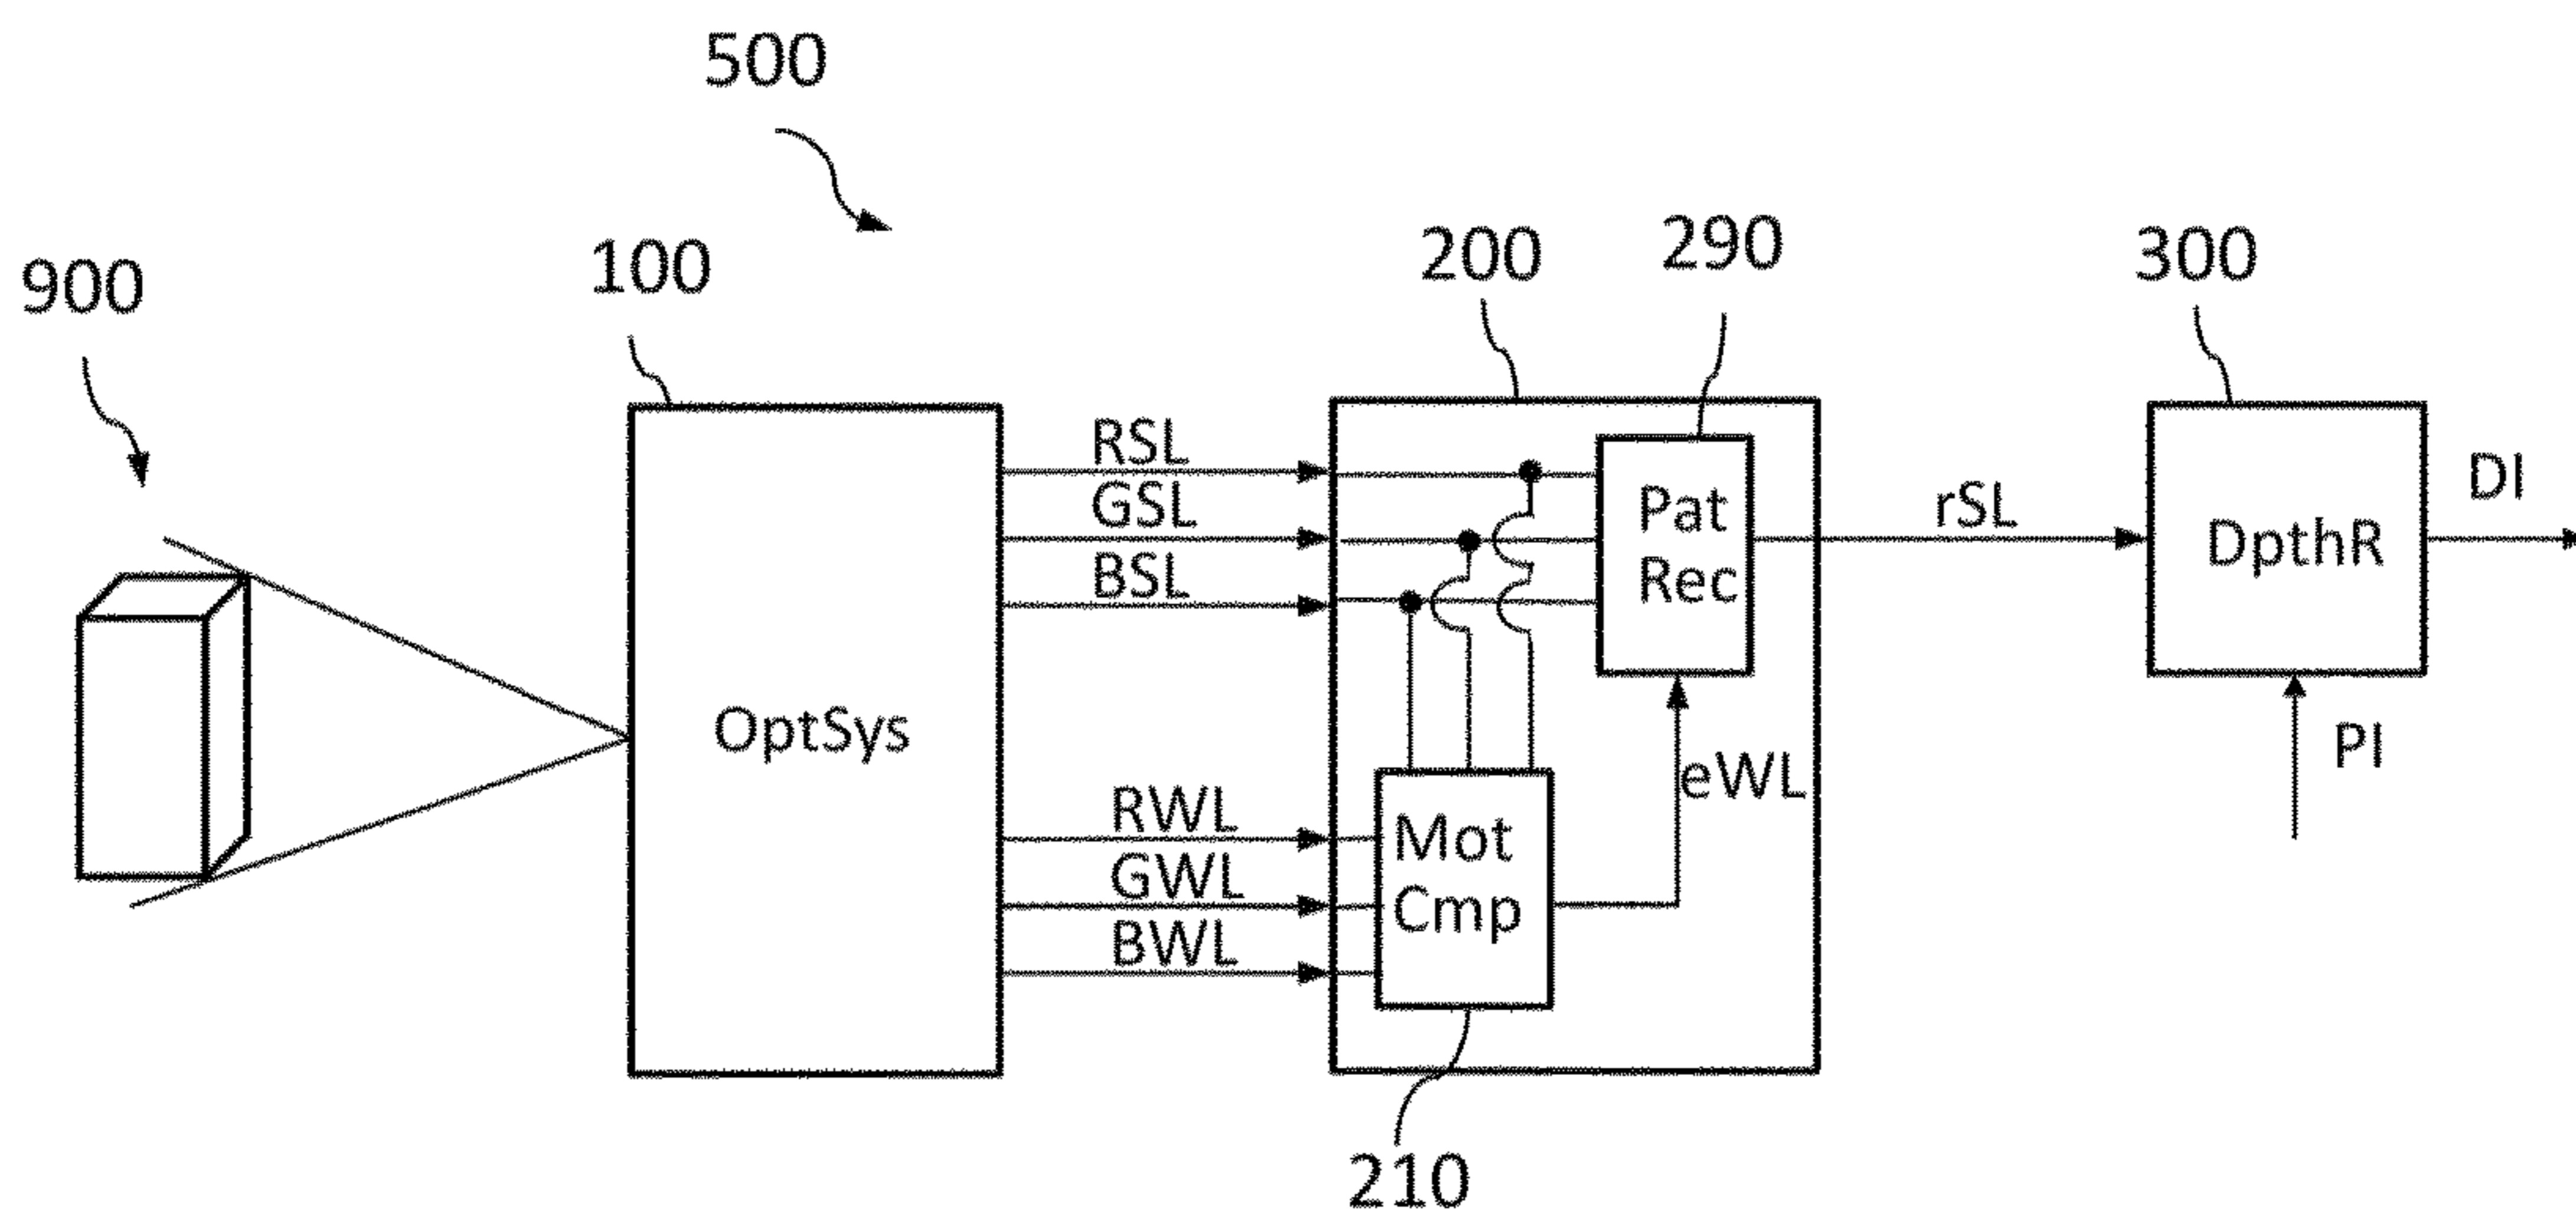 500
900
100
200
290
300
RSL
GSL
BSL
RWL
GWL
BWL
OptSys
Pat
Rec
Mot
Cmp
eWL
rSL
DpthR
DI
PI
210